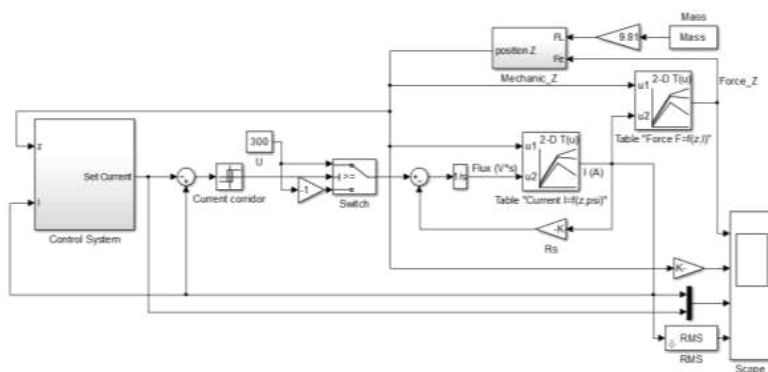 Mass
FL
9.81
Mass
position Z
Fe
Mechanic_Z
2-D T(u)
Force_Z
u1
u2
Table "Force F=f(z,I)"
z
300
U
2-D T(u)
u1
Set Current
>=
Flux (V*s)
u2
I (A)
-1
I
Current corridor
Switch
Table "Current I=f(z,psi)"
Control System
-K-
Rs
K-
RMS
RMS
Scope